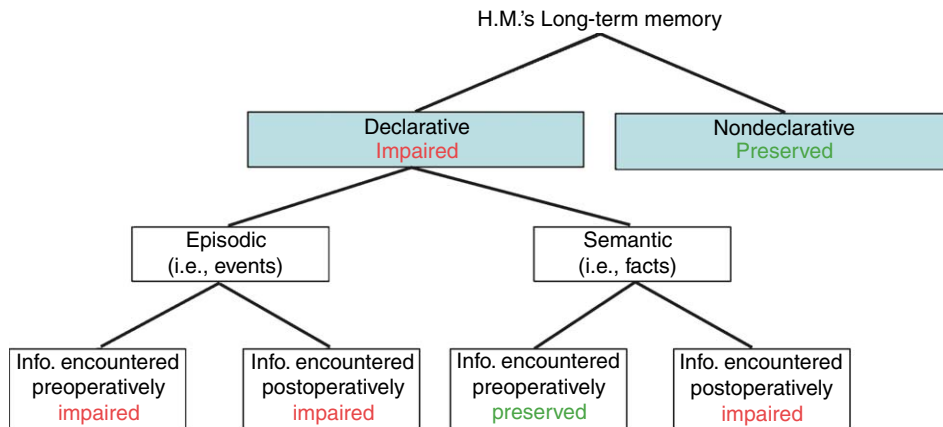 H.M.'s Long-term memory
Declarative
Impaired
Nondeclarative
Preserved
Episodic
(i.e., events)
Semantic
(i.e., facts)
Info. encountered
preoperatively
impaired
Info. encountered
postoperatively
impaired
Info. encountered
preoperatively
preserved
Info. encountered
postoperatively
impaired